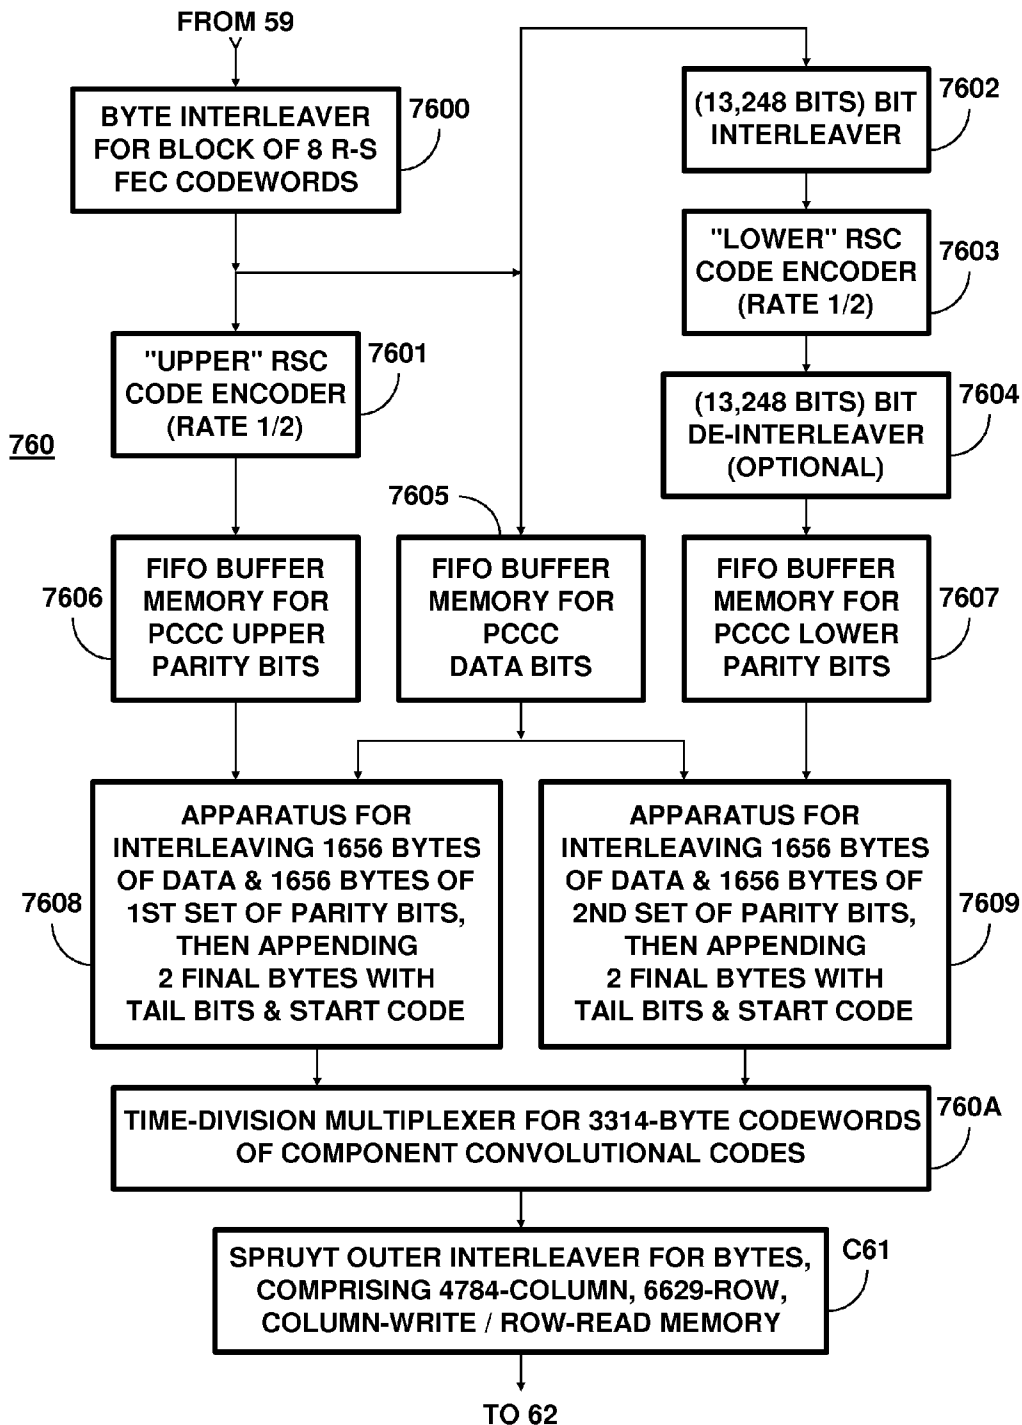 FROM 59
BYTE INTERLEAVER
FOR BLOCK OF 8 R-S
FEC CODEWORDS
7600
(13,248 BITS) BIT
INTERLEAVER
7602
"LOWER" RSC
CODE ENCODER
(RATE 1/2)
7603
"UPPER" RSC
CODE ENCODER
(RATE 1/2)
7601
(13,248 BITS) BIT
DE-INTERLEAVER
(OPTIONAL)
7604
760
7605
FIFO BUFFER
MEMORY FOR
PCCC UPPER
PARITY BITS
7606
FIFO BUFFER
MEMORY FOR
PCCC
DATA BITS
FIFO BUFFER
MEMORY FOR
PCCC LOWER
PARITY BITS
7607
APPARATUS FOR
INTERLEAVING 1656 BYTES
OF DATA & 1656 BYTES OF
1ST SET OF PARITY BITS,
THEN APPENDING
2 FINAL BYTES WITH
TAIL BITS & START CODE
7608
APPARATUS FOR
INTERLEAVING 1656 BYTES
OF DATA & 1656 BYTES OF
2ND SET OF PARITY BITS,
THEN APPENDING
2 FINAL BYTES WITH
TAIL BITS & START CODE
7609
TIME-DIVISION MULTIPLEXER FOR 3314-BYTE CODEWORDS
OF COMPONENT CONVOLUTIONAL CODES
760A
SPRUYT OUTER INTERLEAVER FOR BYTES,
COMPRISING 4784-COLUMN, 6629-ROW,
COLUMN-WRITE / ROW-READ MEMORY
C61
TO 62